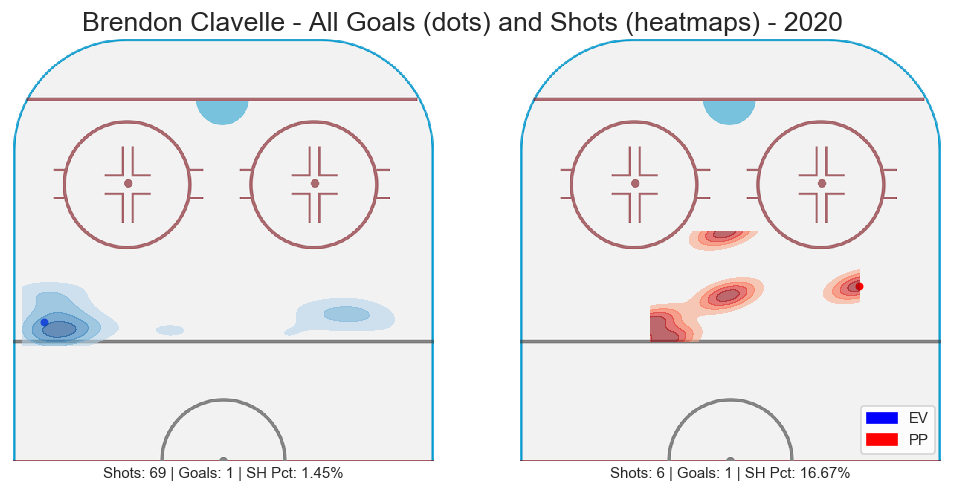 Brendon Clavelle - All Goals (dots) and Shots (heatmaps) - 2020
EV
PP
Shots: 69 | Goals: 1 | SH Pct: 1.45%
Shots: 6 | Goals: 1 | SH Pct: 16.67%